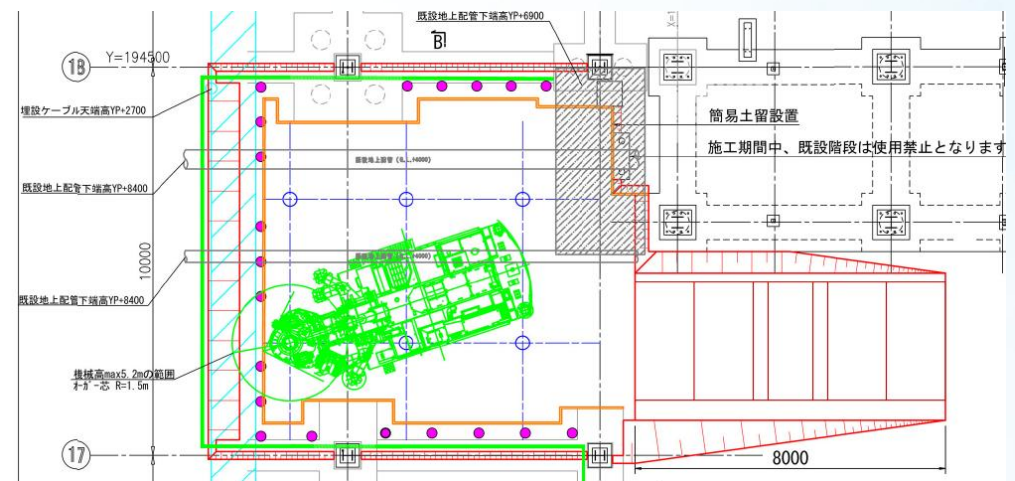 既設地上配管下端高YP+6900
B
18
Y=194500
埋設ケーブル天端高YP+2700
簡易土留設置
施工期間中、既設階段は使用禁止となります
既設地上配管下端高YP+8400
10000
既設地上配管下端高YP+8400
機械高max5.2mの範囲
オーガー芯 R=1.5m
17
8000